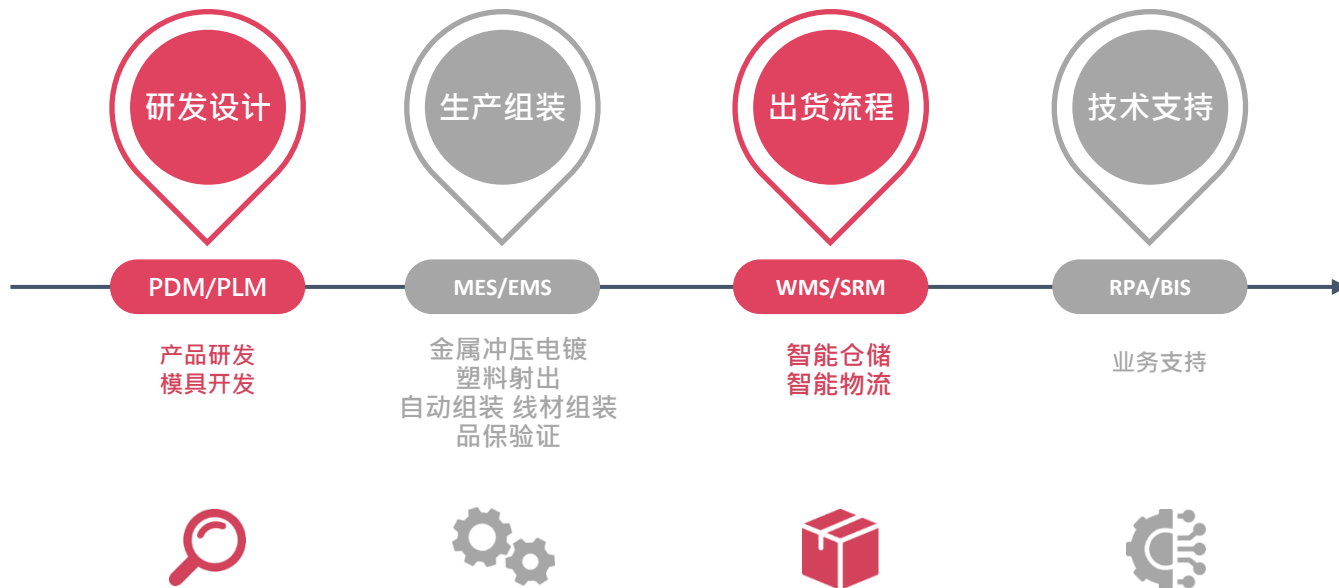 研发设计
生产组装
出货流程
技术支持
PDM/PLM
MES/EMS
WMS/SRM
RPA/BIS
产品研发
模具开发
金属冲压电镀
塑料射出
自动组装 线材组装
品保验证
智能仓储
智能物流
业务支持